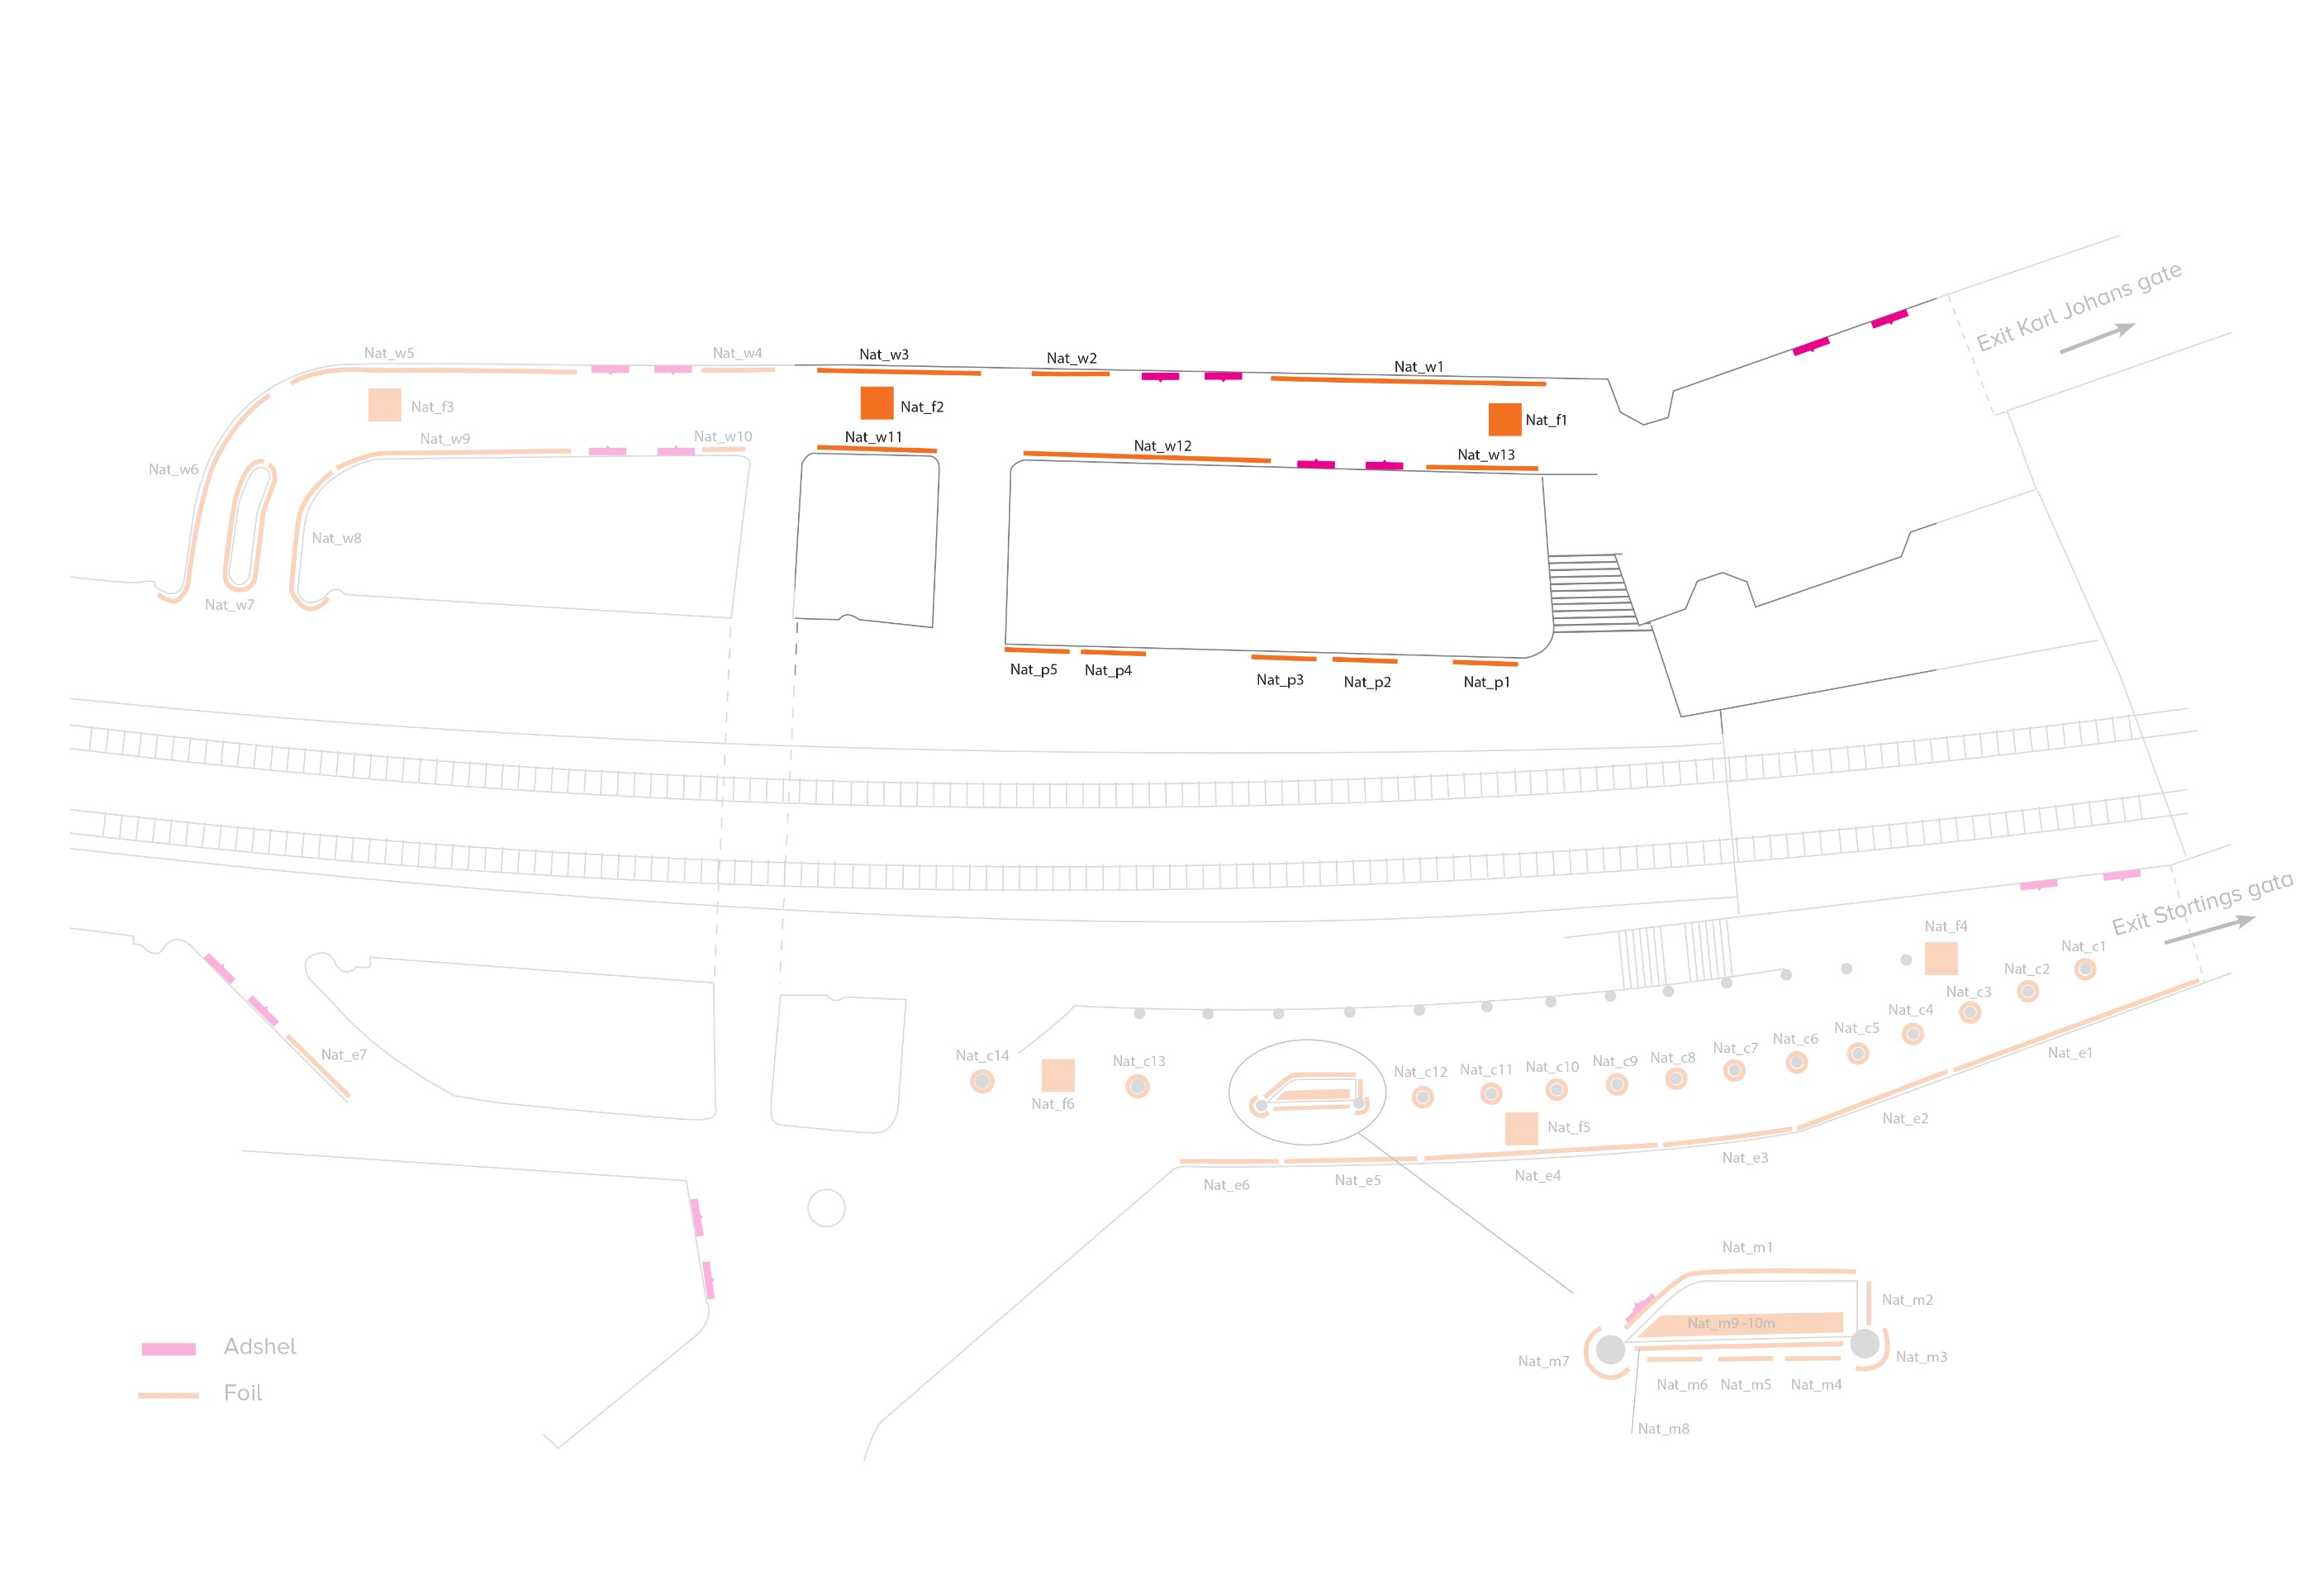 Exit Karl Johans gate
Nat_w5
Nat_w4
Nat_w3
Nat_w2
Nat_w1
Nat_f3
Nat_f2
Nat_f1
Nat_w9
Nat_w10
Nat_w11
Nat_w12
Nat_w13
Nat_w6
Nat_w8
Nat_w7
Nat_p5
Nat_p4
Nat_p3
Nat_p2
Nat_p1
Exit Stortings gata
Nat_f4
Nat_c1
Nat_c2
Nat_c3
Nat_c4
Nat_c5
Nat_c6
Nat_c7
Nat_c8
Nat_c9
Nat_c10
Nat_c11
Nat_c12
Nat_c13
Nat_c14
Nat_e7
Nat_f6
Nat_f5
Nat_e1
Nat_e2
Nat_e3
Nat_e4
Nat_e5
Nat_e6
Nat_m1
Nat_m2
Nat_m9 -10m
Nat_m7
Nat_m3
Nat_m6
Nat_m5
Nat_m4
Nat_m8
Adshel
Foil